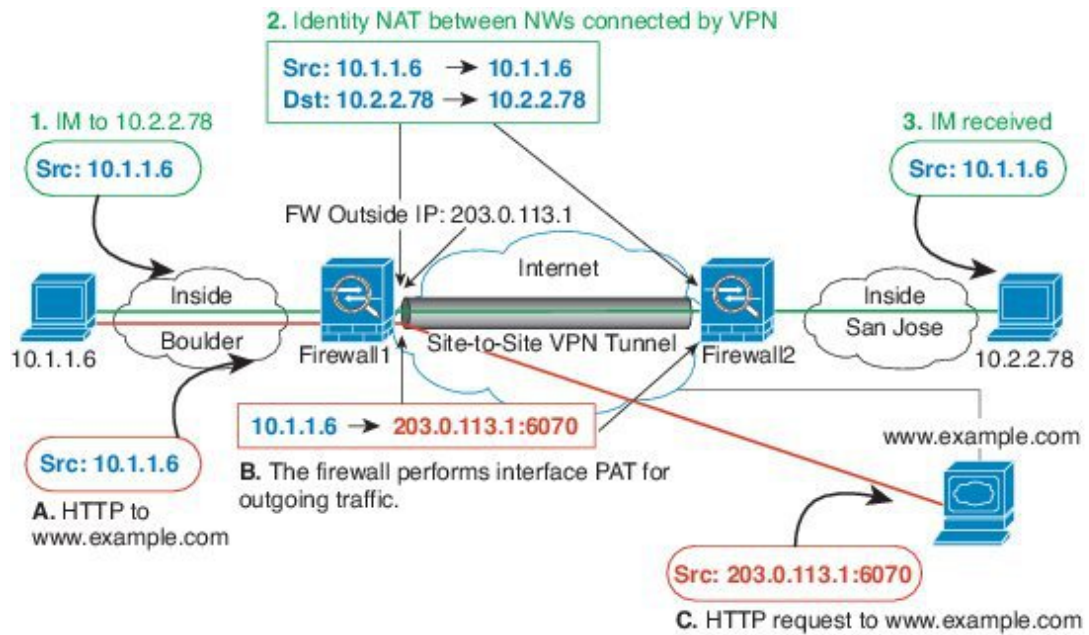 2. Identity NAT between NWs connected by VPN
Src: 10.1.1.6 → 10.1.1.6
Dst: 10.2.2.78 → 10.2.2.78
1. IM to 10.2.2.78
Src: 10.1.1.6
3. IM received
Src: 10.1.1.6
FW Outside IP: 203.0.113.1
Internet
Inside
Boulder
Inside
San Jose
10.1.1.6
Firewall1
Site-to-Site VPN Tunnel
Firewall2
10.2.2.78
10.1.1.6 → 203.0.113.1:6070
www.example.com
Src: 10.1.1.6
B. The firewall performs interface PAT for
outgoing traffic.
A. HTTP to
www.example.com
Src: 203.0.113.1:6070
C. HTTP request to www.example.com